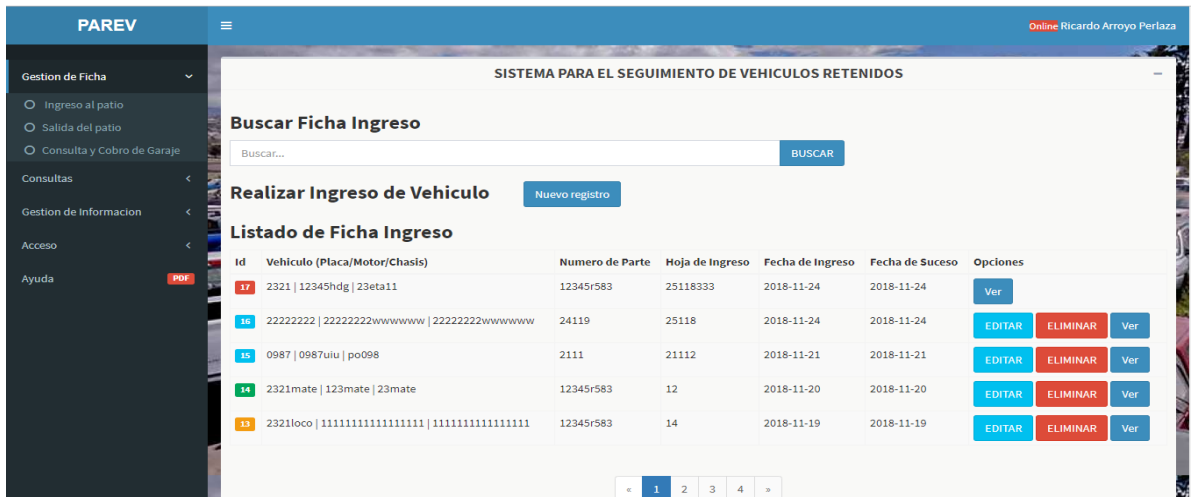 PAREV
Online Ricardo Arroyo Perlaza
Gestion de Ficha
Ingreso al patio
Salida del patio
Consulta y Cobro de Garaje
Consultas
Gestion de Informacion
Acceso
Ayuda PDF
SISTEMA PARA EL SEGUIMIENTO DE VEHICULOS RETENIDOS
Buscar Ficha Ingreso
Buscar... BUSCAR
Realizar Ingreso de Vehiculo Nuevo registro
Listado de Ficha Ingreso
Id Vehiculo (Placa/Motor/Chasis) Numero de Parte Hoja de Ingreso Fecha de Ingreso Fecha de Suceso Opciones
17 2321 | 12345hdg | 23eta11 12345r583 25118333 2018-11-24 2018-11-24 Ver
16 22222222 | 22222222wwwwww | 22222222wwwwww 24119 25118 2018-11-24 2018-11-24 EDITAR ELIMINAR Ver
15 0987 | 0987uiu | po098 2111 21112 2018-11-21 2018-11-21 EDITAR ELIMINAR Ver
14 2321mate | 123mate | 23mate 12345r583 12 2018-11-20 2018-11-20 EDITAR ELIMINAR Ver
13 2321loco | 11111111111111111 | 1111111111111111 12345r583 14 2018-11-19 2018-11-19 EDITAR ELIMINAR Ver
« 1 2 3 4 »